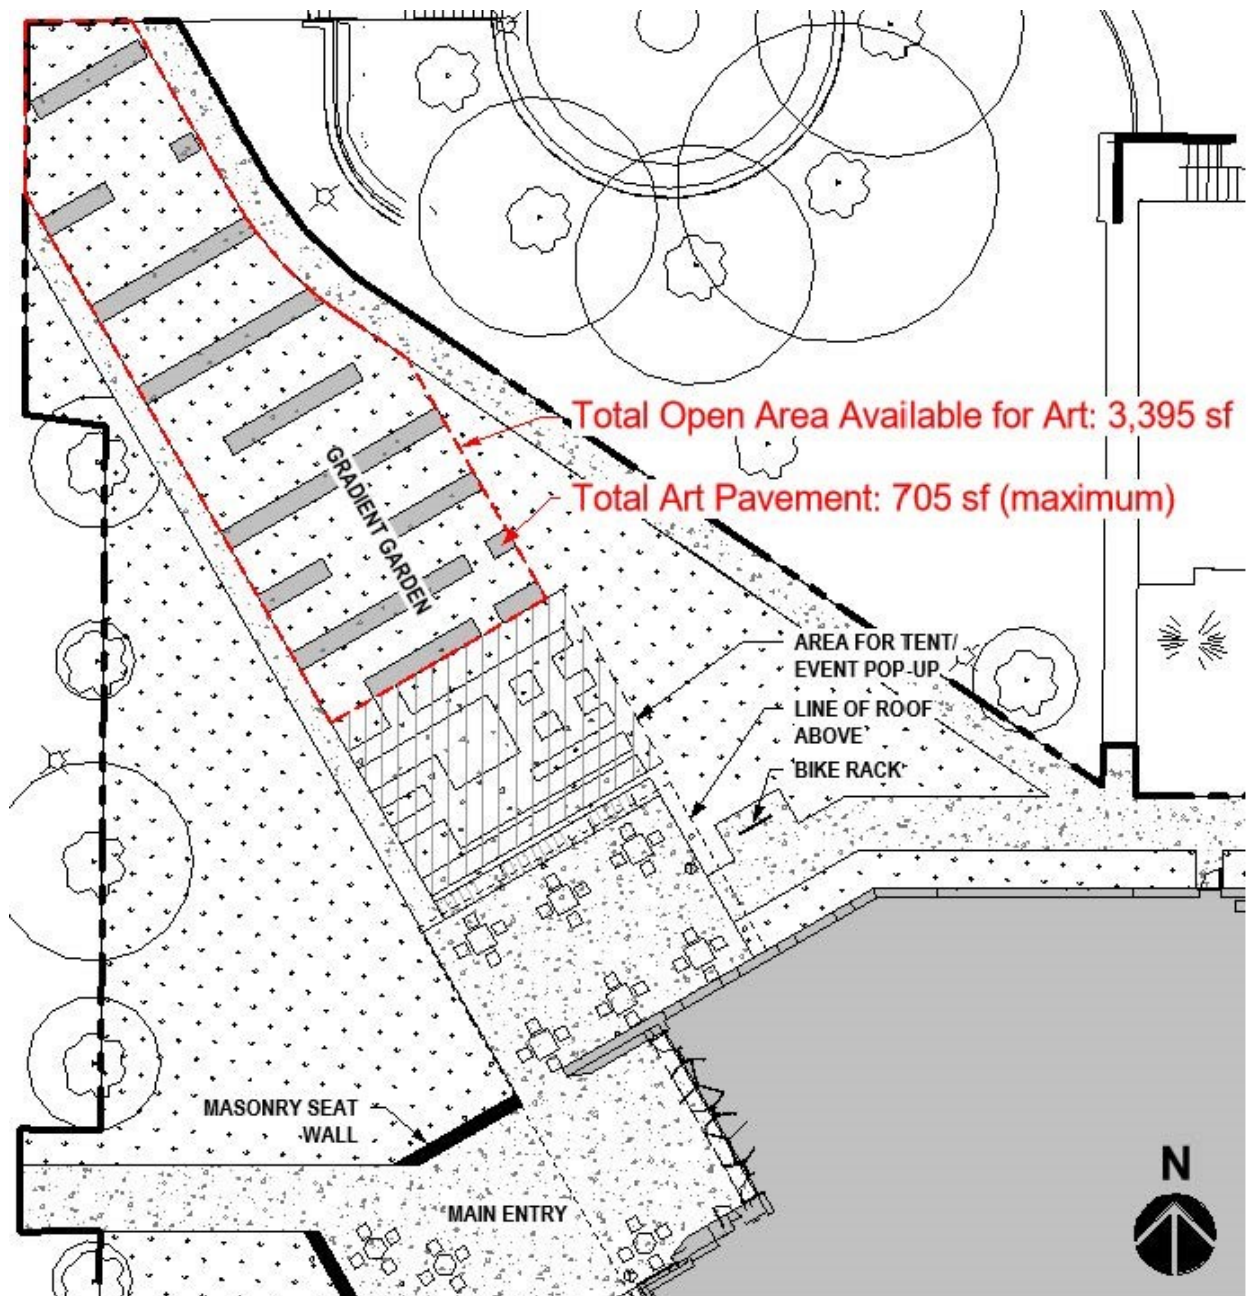 Total Open Area Available for Art: 3,395 sf
GRADIENT GARDEN
Total Art Pavement: 705 sf (maximum)
AREA FOR TENT/
EVENT POP-UP
LINE OF ROOF
ABOVE
BIKE RACK
MASONRY SEAT
WALL
MAIN ENTRY
N